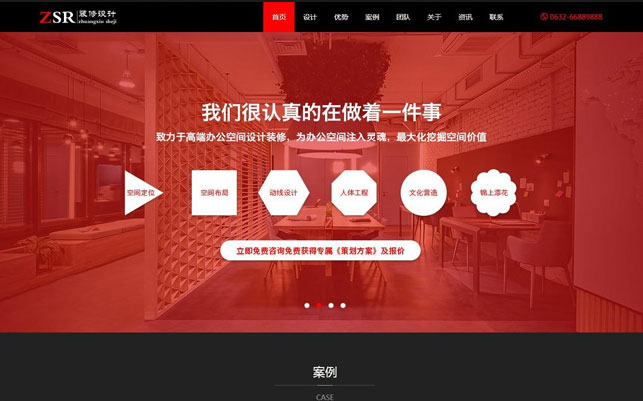 ZSR 装修设计
zhuangxiu sheji
首页 设计 优势 案例 团队 关于 资讯 联系
0632-66889888
我们很认真的在做着一件事
致力于高端办公空间设计装修，为办公空间注入灵魂，最大化挖掘空间价值
空间定位 空间布局 动线设计 人体工程 文化营造 锦上添花
立即免费咨询免费获得专属《策划方案》及报价
案例
CASE